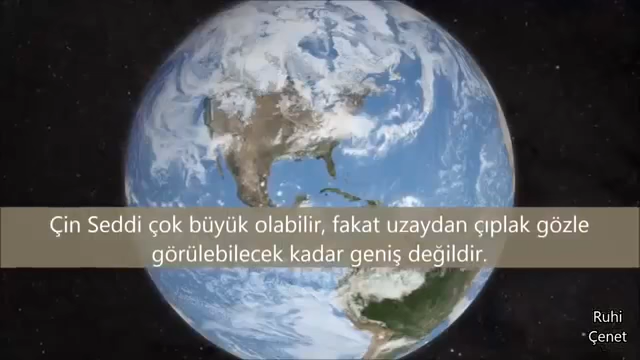 Çin Seddi çok büyük olabilir, fakat uzaydan çıplak gözle
görülebilecek kadar geniş değildir.
Ruhi
Çenet